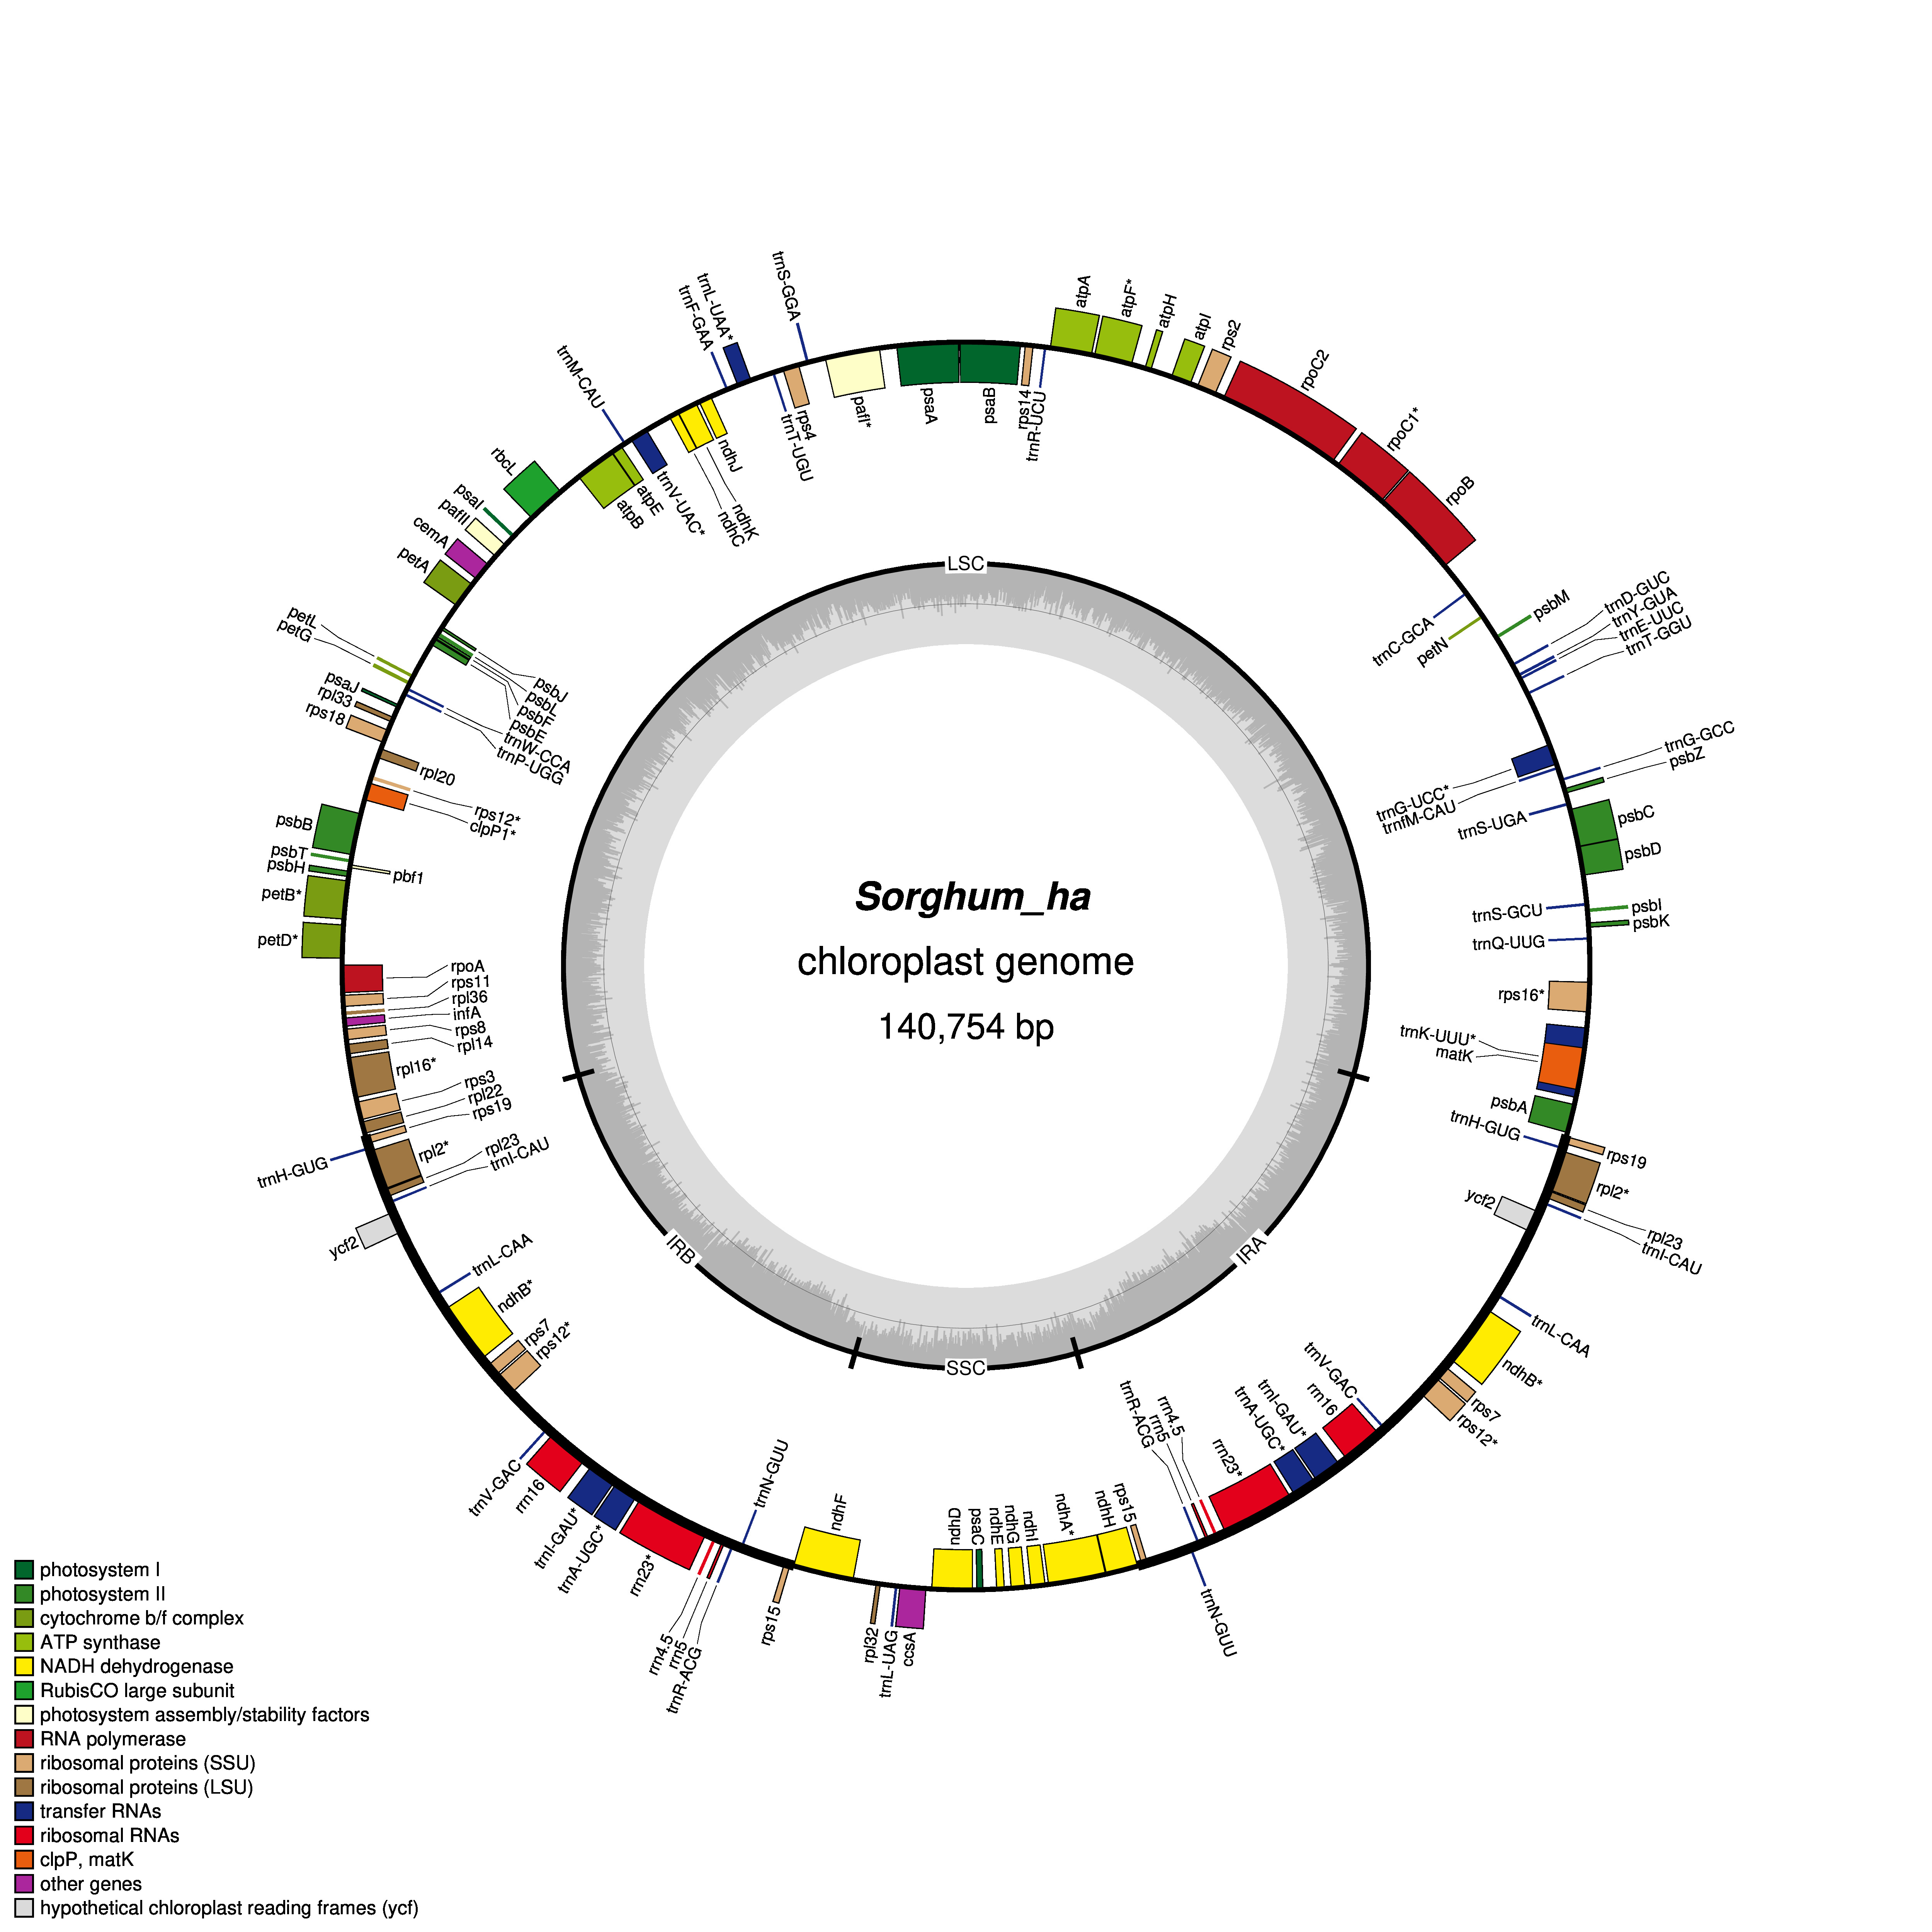 trnS-GGA
trnL-UAA*
trnF-GAA
trnM-CAU
rbcL
psaI
pafII
cemA
petA
petL
petG
psaJ
rpl33
rps18
psbB
psbT
psbH
petB*
petD*
trnH-GUG
ycf2
trnV-GAC
rrn16
trnI-GAU*
trnA-UGC*
rrn23*
rrn4.5
rrn5
trnR-ACG
rps15
rpl32
trnL-UAG
ccsA
trnN-GUU
trnL-CAA
ndhB*
rps7
rps12*
trnI-CAU
rpl23
rpl2*
rps19
psbK
psbI
psbD
psbC
psbZ
trnG-GCC
trnT-GGU
trnE-UUC
trnY-GUA
trnD-GUC
psbM
rpoB
rpoC1*
rpoC2
rps2
atpI
atpH
atpF*
atpA
trnR-UCU
rps14
psaB
psaA
pafI*
rps4
trnT-UGU
ndhJ
ndhK
ndhC
trnV-UAC*
atpE
atpB
psbJ
psbL
psbF
psbE
trnW-CCA
trnP-UGG
rpl20
rps12*
clpP1*
pbf1
rpoA
rps11
rpl36
infA
rps8
rpl14
rpl16*
rps3
rpl22
rps19
rpl2*
rpl23
trnI-CAU
trnL-CAA
ndhB*
rps7
rps12*
trnN-GUU
ndhF
ndhD
psaC
ndhE
ndhG
ndhI
ndhA*
ndhH
rps15
trnR-ACG
rrn5
rrn4.5
rrn23*
trnA-UGC*
trnI-GAU*
rrn16
trnV-GAC
ycf2
trnH-GUG
psbA
matK
trnK-UUU*
rps16*
trnQ-UUG
trnS-GCU
trnS-UGA
trnfM-CAU
trnG-UCC*
petN
trnC-GCA
LSC
IRB
SSC
IRA
Sorghum_ha
chloroplast genome
140,754 bp
photosystem I
photosystem II
cytochrome b/f complex
ATP synthase
NADH dehydrogenase
RubisCO large subunit
photosystem assembly/stability factors
RNA polymerase
ribosomal proteins (SSU)
ribosomal proteins (LSU)
transfer RNAs
ribosomal RNAs
clpP, matK
other genes
hypothetical chloroplast reading frames (ycf)